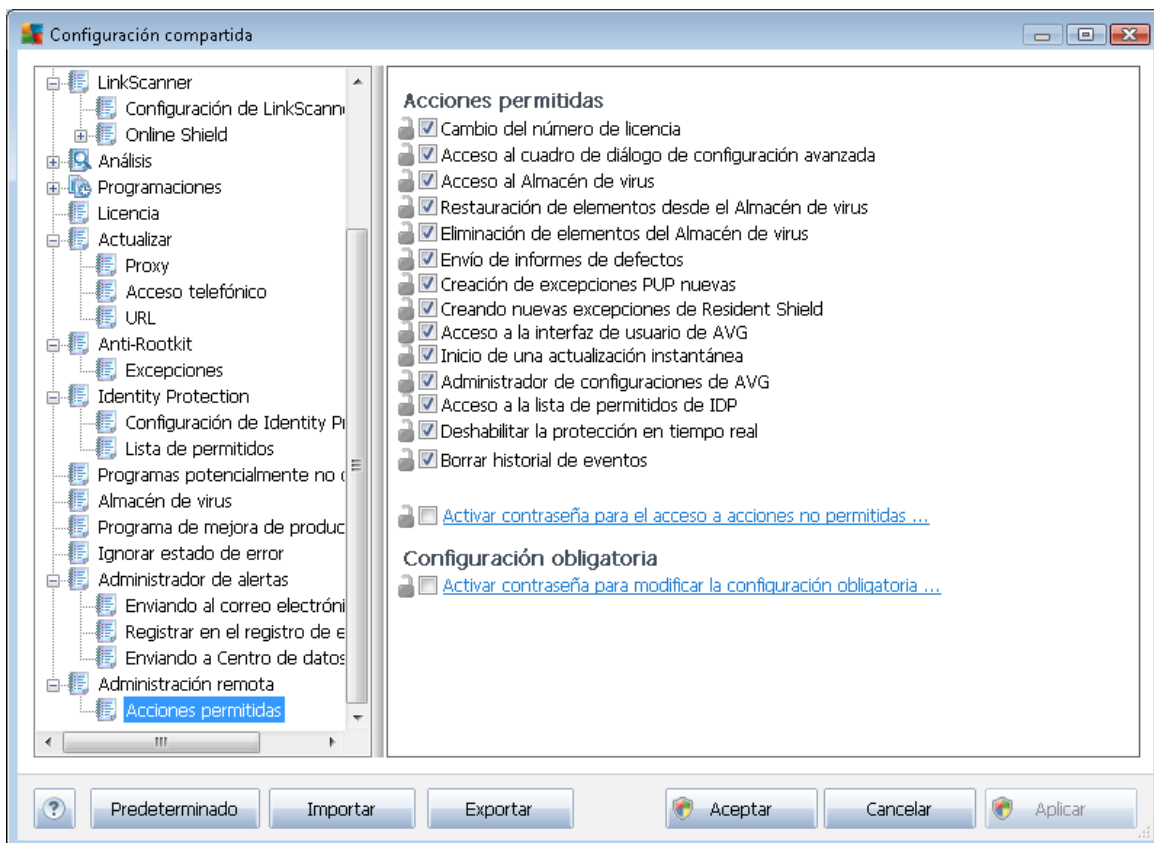 Configuración compartida
LinkScanner
Configuración de LinkScann
Online Shield
Análisis
Programaciones
Licencia
Actualizar
Proxy
Acceso telefónico
URL
Anti-Rootkit
Excepciones
Identity Protection
Configuración de Identity P
Lista de permitidos
Programas potencialmente no
Almacén de virus
Programa de mejora de produc
Ignorar estado de error
Administrador de alertas
Enviando al correo electróni
Registrar en el registro de e
Enviando a Centro de datos
Administración remota
Acciones permitidas
Acciones permitidas
Cambio del número de licencia
Acceso al cuadro de diálogo de configuración avanzada
Acceso al Almacén de virus
Restauración de elementos desde el Almacén de virus
Eliminación de elementos del Almacén de virus
Envío de informes de defectos
Creación de excepciones PUP nuevas
Creando nuevas excepciones de Resident Shield
Acceso a la interfaz de usuario de AVG
Inicio de una actualización instantánea
Administrador de configuraciones de AVG
Acceso a la lista de permitidos de IDP
Deshabilitar la protección en tiempo real
Borrar historial de eventos
Activar contraseña para el acceso a acciones no permitidas ...
Configuración obligatoria
Activar contraseña para modificar la configuración obligatoria ...
?
Predeterminado
Importar
Exportar
Aceptar
Cancelar
Aplicar